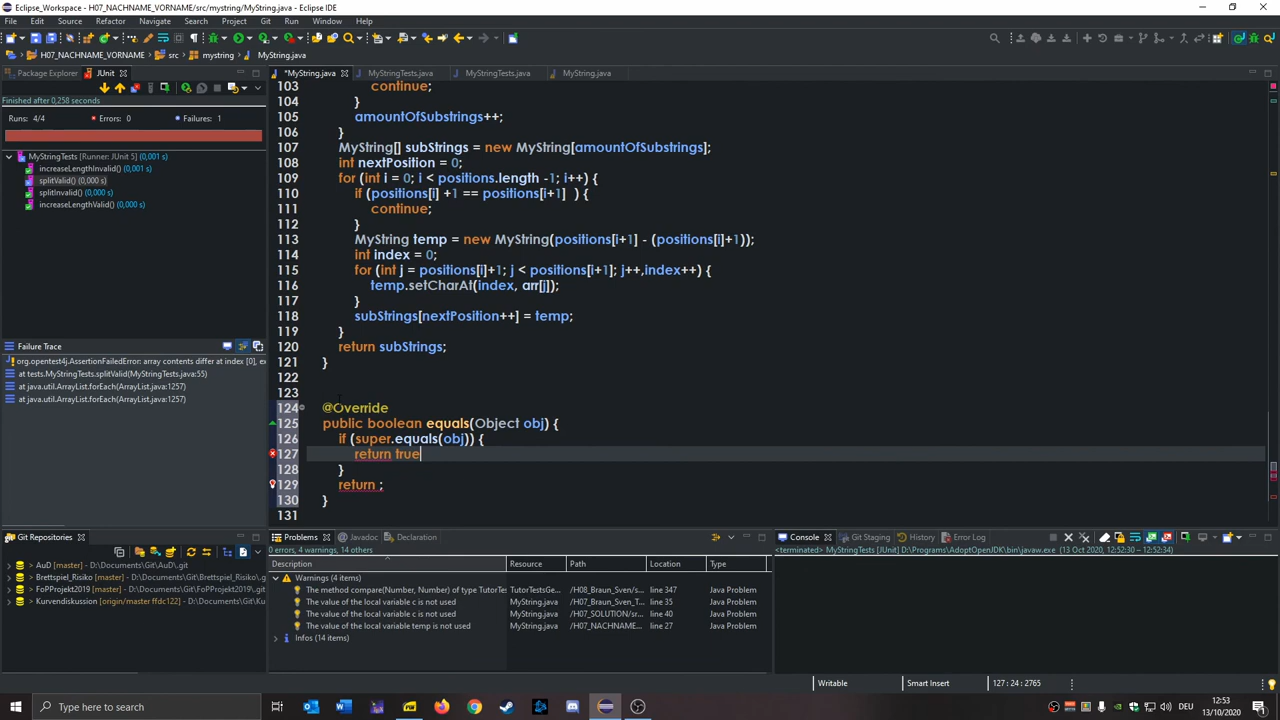 Eclipse_Workspace - H07_NACHNAME_VORNAME/src/mystring/MyString.java - Eclipse IDE
File Edit Source Refactor Navigate Search Project Git Run Window Help
H07_NACHNAME_VORNAME src mystring MyString.java
Package Explorer JUnit
*MyString.java MyStringTests.java MyStringTests.java MyString.java
Finished after 0,258 seconds
Runs: 4/4 Errors: 0 Failures: 1
MyStringTests [Runner: JUnit 5] (0,001 s)
increaseLengthInvalid() (0,001 s)
splitValid() (0,000 s)
splitInvalid() (0,000 s)
increaseLengthValid() (0,000 s)
Failure Trace
org.opentest4j.AssertionFailedError: array contents differ at index [0], ex
at tests.MyStringTests.splitValid(MyStringTests.java:55)
at java.util.ArrayList.forEach(ArrayList.java:1257)
at java.util.ArrayList.forEach(ArrayList.java:1257)
103 continue;
104 }
105 amountOfSubstrings++;
106 }
107 MyString[] subStrings = new MyString[amountOfSubstrings];
108 int nextPosition = 0;
109 for (int i = 0; i < positions.length -1; i++) {
110 if (positions[i] +1 == positions[i+1] ) {
111 continue;
112 }
113 MyString temp = new MyString(positions[i+1] - (positions[i]+1));
114 int index = 0;
115 for (int j = positions[i]+1; j < positions[i+1]; j++,index++) {
116 temp.setCharAt(index, arr[j]);
117 }
118 subStrings[nextPosition++] = temp;
119 }
120 return subStrings;
121 }
122
123
124 @Override
125 public boolean equals(Object obj) {
126 if (super.equals(obj)) {
127 return true
128 }
129 return ;
130 }
131
Git Repositories
AuD [master] - D:\Documents\Git\AuD\.git
Brettspiel_Risiko [master] - D:\Documents\Git\B
FoPProjekt2019 [master] - D:\Documents\Git\Fo
Kurvendiskussion [origin/master ffdc122] - D:\Do
Problems Javadoc Declaration
0 errors, 4 warnings, 14 others
Description Resource Path Location Type
Warnings (4 items)
The method compare(Number, Number) of type TutorTes TutorTestsGe... /H08_Braun_Sven/s... line 347 Java Problem
The value of the local variable c is not used MyString.java /H07_Braun_Sven_T... line 35 Java Problem
The value of the local variable c is not used MyString.java /H07_SOLUTION/sr... line 40 Java Problem
The value of the local variable temp is not used MyString.java /H07_NACHNAME... line 27 Java Problem
Infos (14 items)
Console Git Staging History Error Log
<terminated> MyStringTests [JUnit] D:\Programs\AdoptOpenJDK\bin\javaw.exe (13 Oct 2020, 12:52:30 – 12:52:34)
Writable Smart Insert 127 : 24 : 2765
Type here to search
12:53
13/10/2020